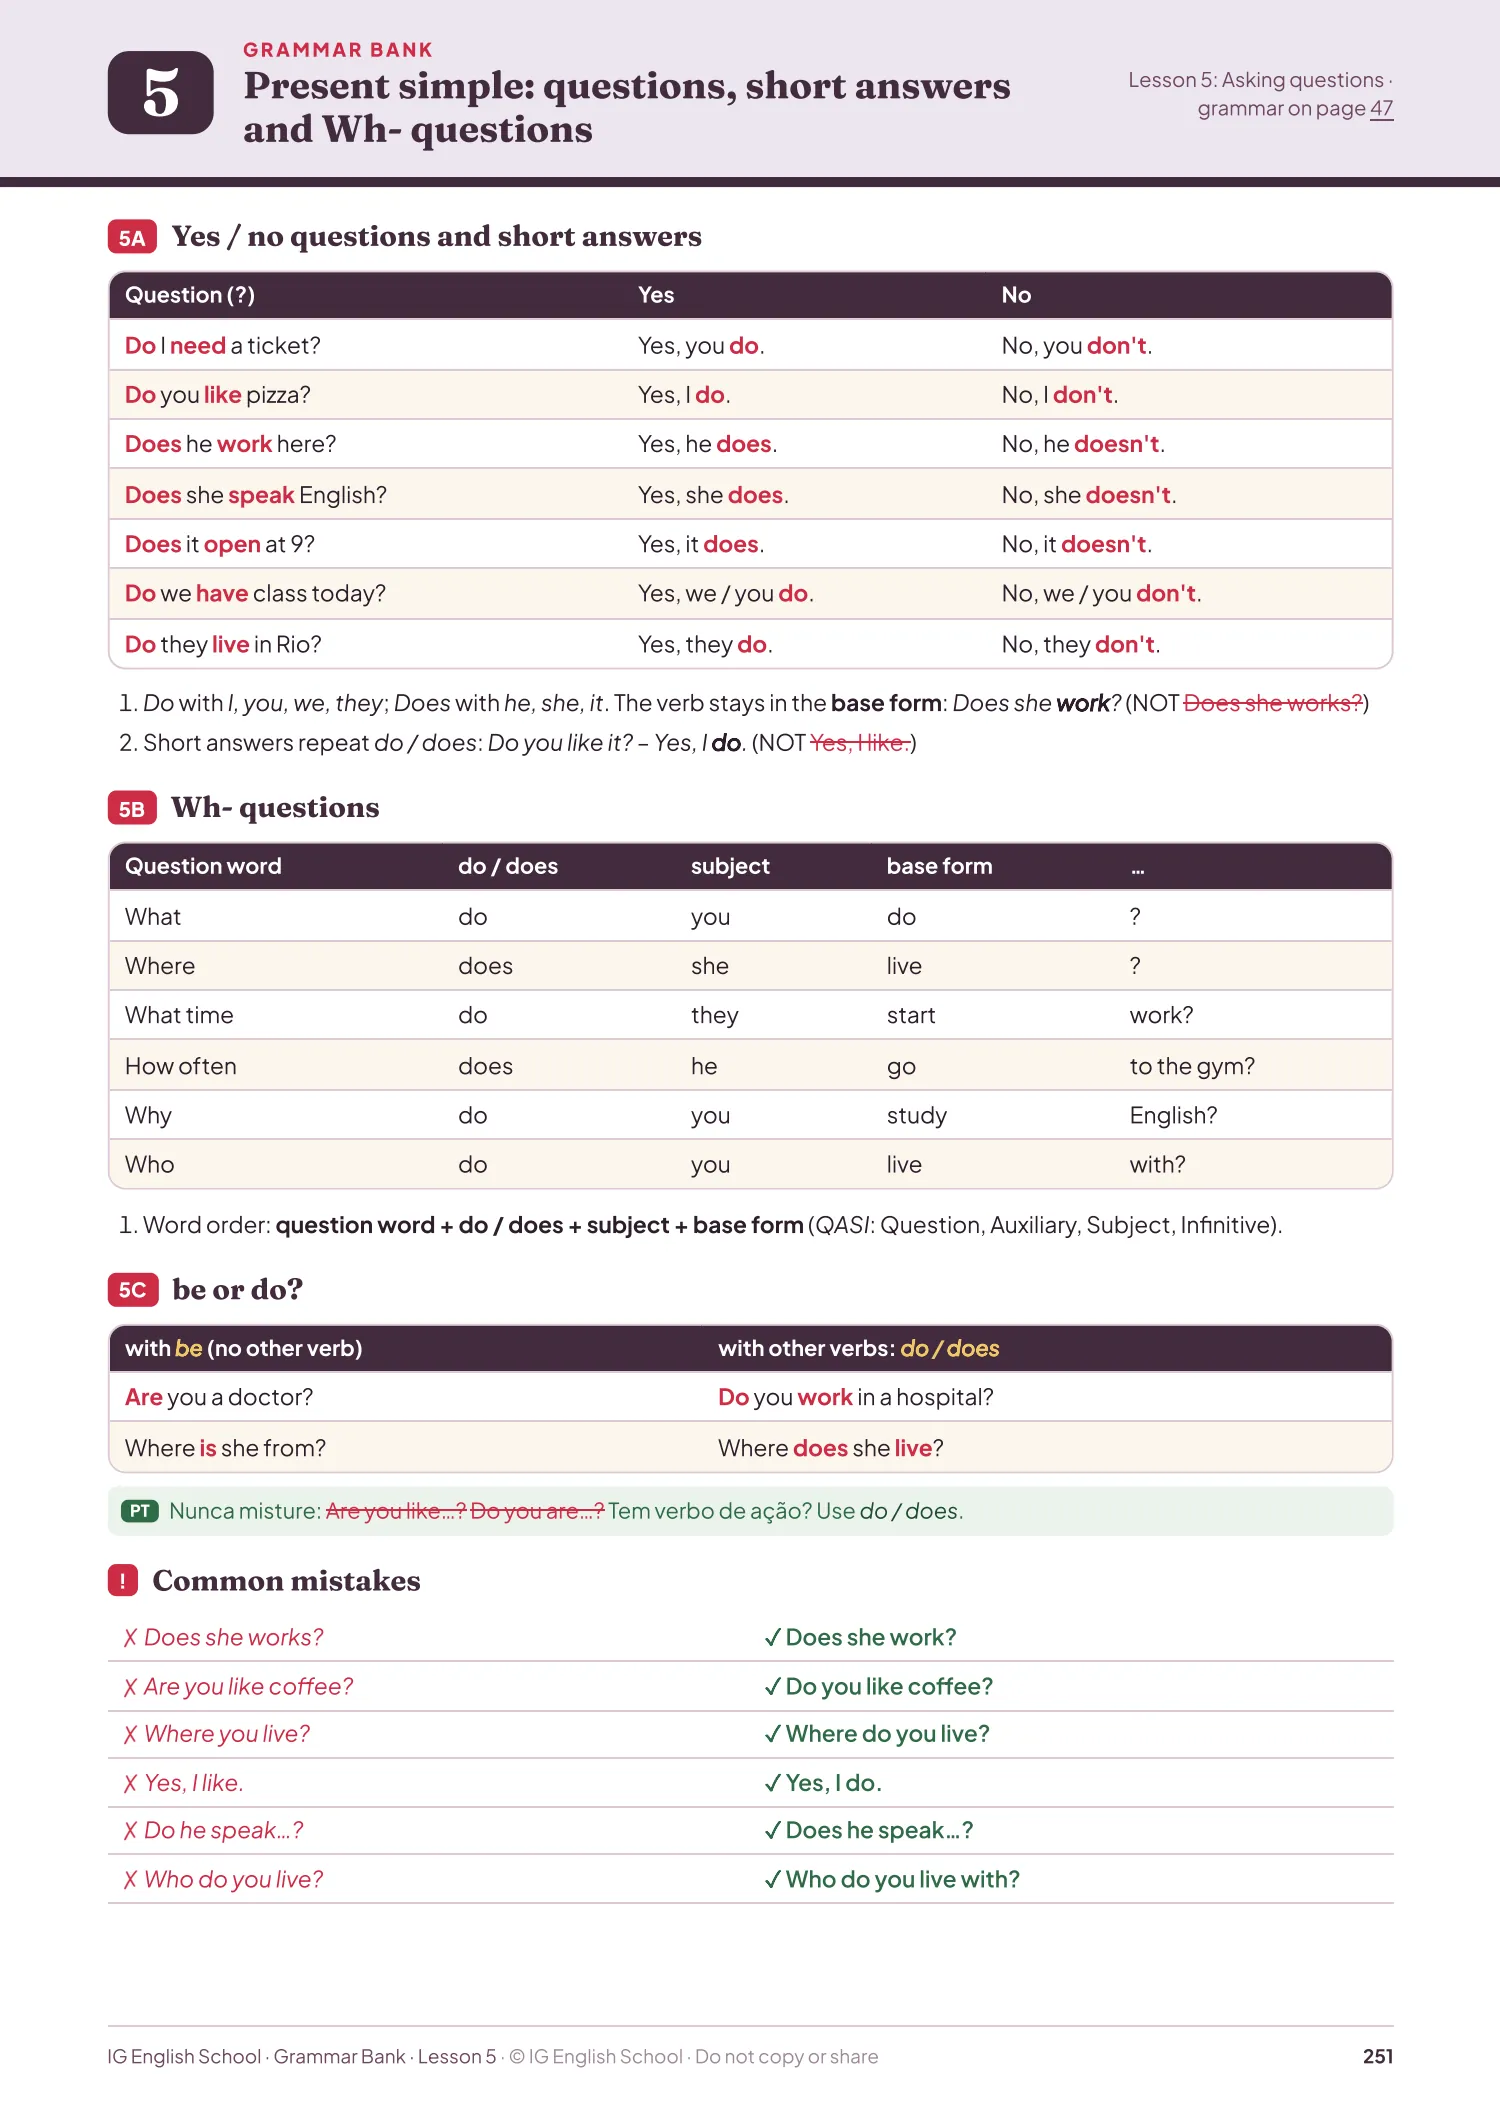 5
GRAMMAR BANK
Present simple: questions, short answers
and Wh- questions
Lesson 5: Asking questions ·
grammar on page 47
5A Yes / no questions and short answers
Question (?) Yes No
Do I need a ticket? Yes, you do. No, you don't.
Do you like pizza? Yes, I do. No, I don't.
Does he work here? Yes, he does. No, he doesn't.
Does she speak English? Yes, she does. No, she doesn't.
Does it open at 9? Yes, it does. No, it doesn't.
Do we have class today? Yes, we / you do. No, we / you don't.
Do they live in Rio? Yes, they do. No, they don't.
1. Do with I, you, we, they; Does with he, she, it. The verb stays in the base form: Does she work? (NOT Does she works?)
2. Short answers repeat do / does: Do you like it? – Yes, I do. (NOT Yes, I like.)
5B Wh- questions
Question word do / does subject base form ...
What do you do ?
Where does she live ?
What time do they start work?
How often does he go to the gym?
Why do you study English?
Who do you live with?
1. Word order: question word + do / does + subject + base form (QASI: Question, Auxiliary, Subject, Infinitive).
5C be or do?
with be (no other verb) with other verbs: do / does
Are you a doctor? Do you work in a hospital?
Where is she from? Where does she live?
PT Nunca misture: Are you like...? Do you are...? Tem verbo de ação? Use do / does.
! Common mistakes
✗ Does she works? ✓ Does she work?
✗ Are you like coffee? ✓ Do you like coffee?
✗ Where you live? ✓ Where do you live?
✗ Yes, I like. ✓ Yes, I do.
✗ Do he speak...? ✓ Does he speak...?
✗ Who do you live? ✓ Who do you live with?
IG English School · Grammar Bank · Lesson 5 · © IG English School · Do not copy or share 251